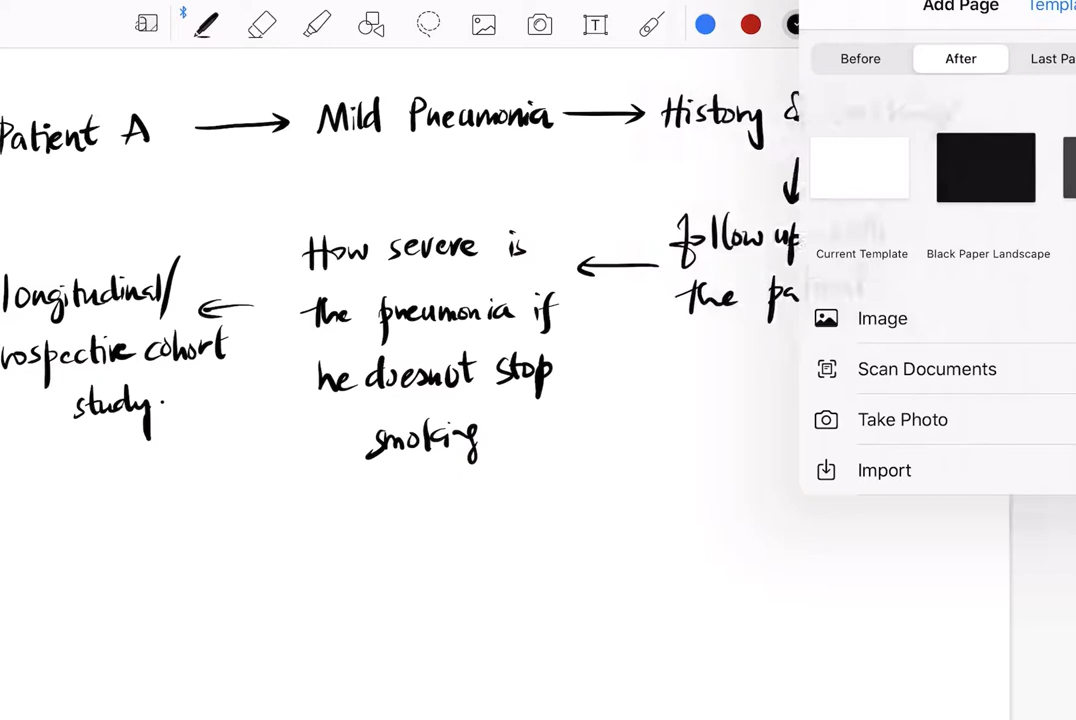 Add Page
Templa
Before
After
Last Pa
Patient A → Mild Pneumonia → History &
↓
Current Template
Black Paper Landscape
follow up
the pa
How severe is
the pneumonia if
he doesnot stop
smoking
←
longitudinal/
rospective cohort
study.
←
Image
Scan Documents
Take Photo
Import